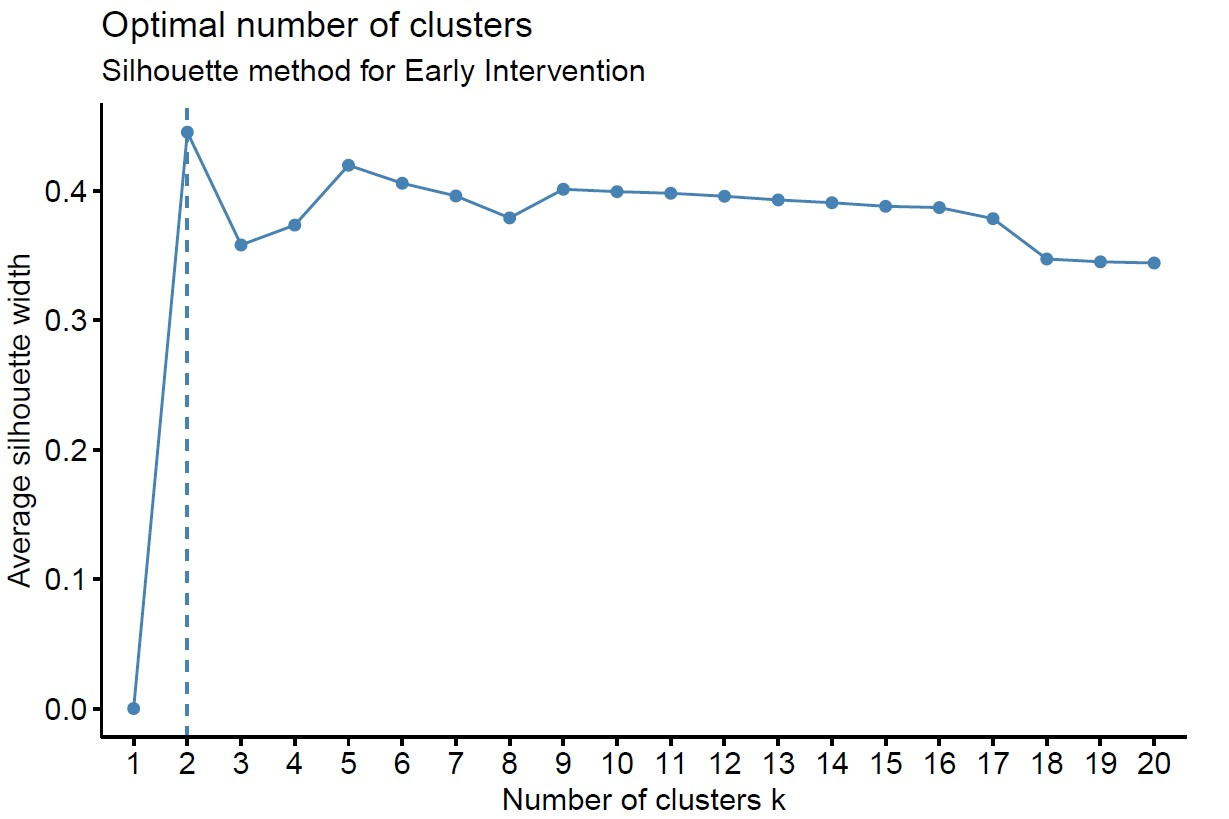 Optimal number of clusters
Silhouette method for Early Intervention
Average silhouette width
0.4
0.3
0.2
0.1
0.0
1 2 3 4 5 6 7 8 9 10 11 12 13 14 15 16 17 18 19 20
Number of clusters k